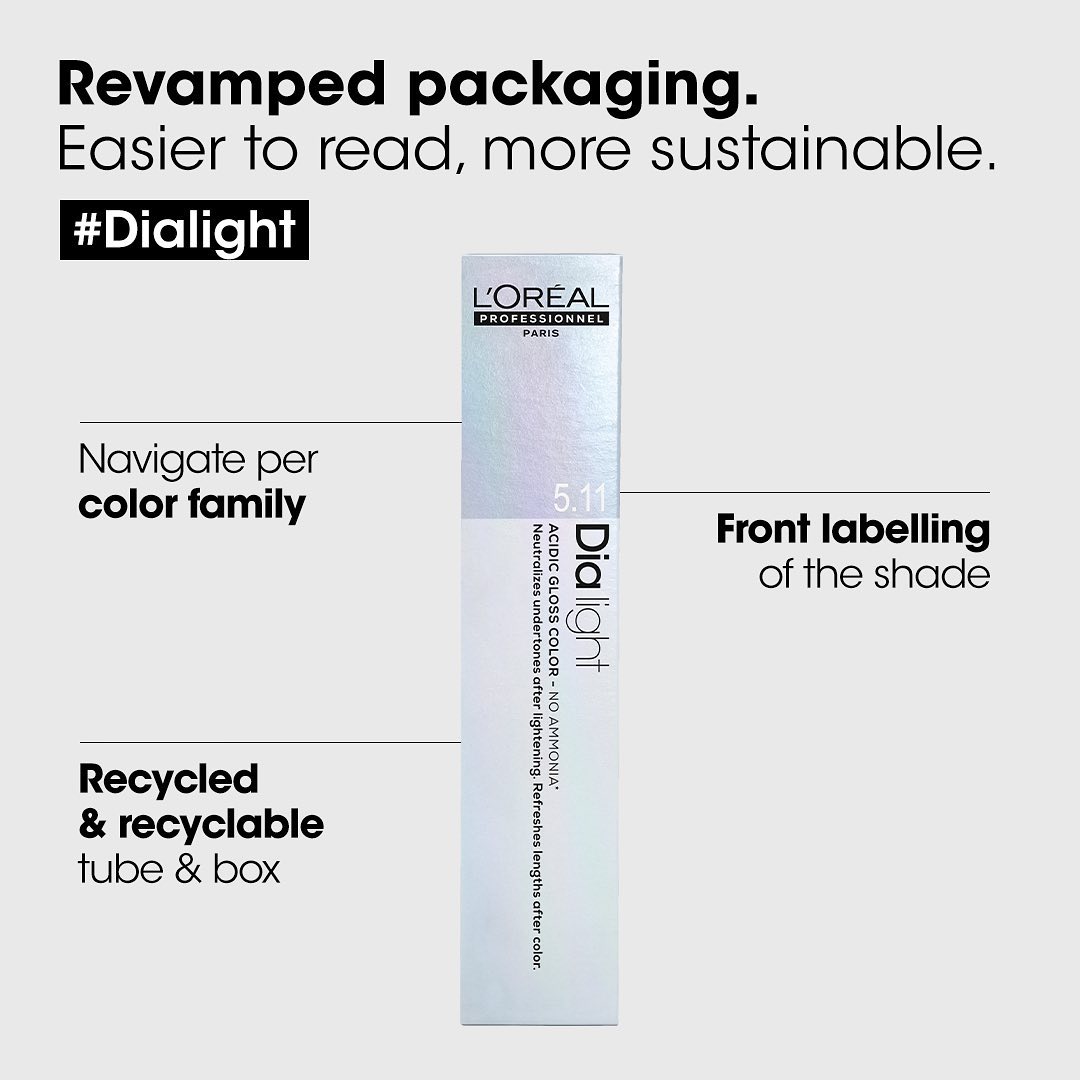 Revamped packaging.
Easier to read, more sustainable.
#Dialight
L'ORÉAL
PROFESSIONNEL
PARIS
Navigate per
color family
5.11
Front labelling
of the shade
Dialight
ACIDIC GLOSS COLOR - NO AMMONIA*
Neutralizes undertones after lightening. Refreshes lengths after color.
Recycled
& recyclable
tube & box